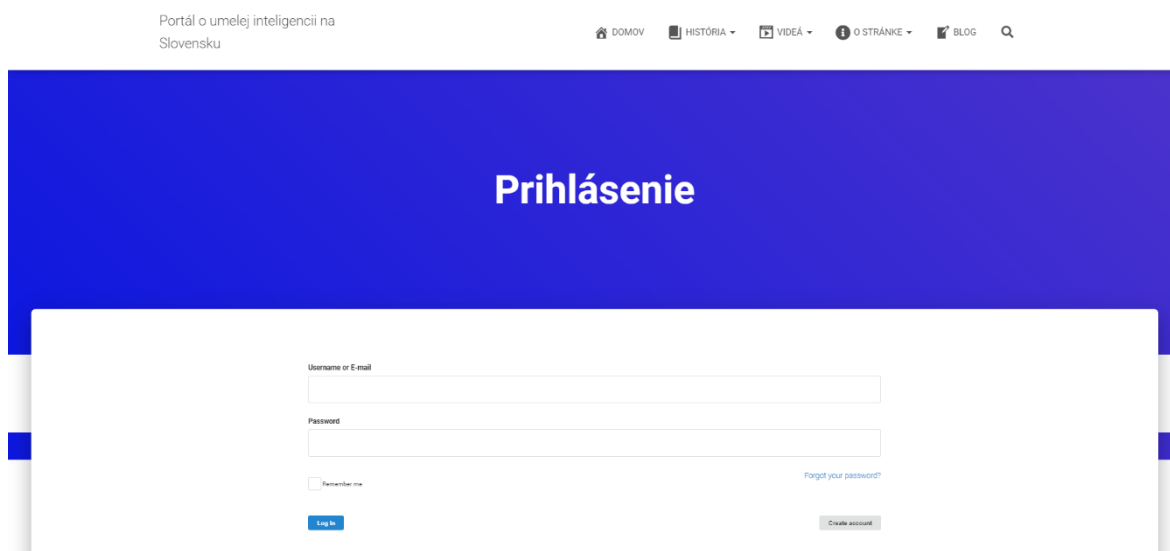 Portál o umelej inteligencii na
Slovensku
DOMOV HISTÓRIA VIDEÁ O STRÁNKE BLOG
Prihlásenie
Username or E-mail
Password
Forgot your password?
Remember me
Log In Create account